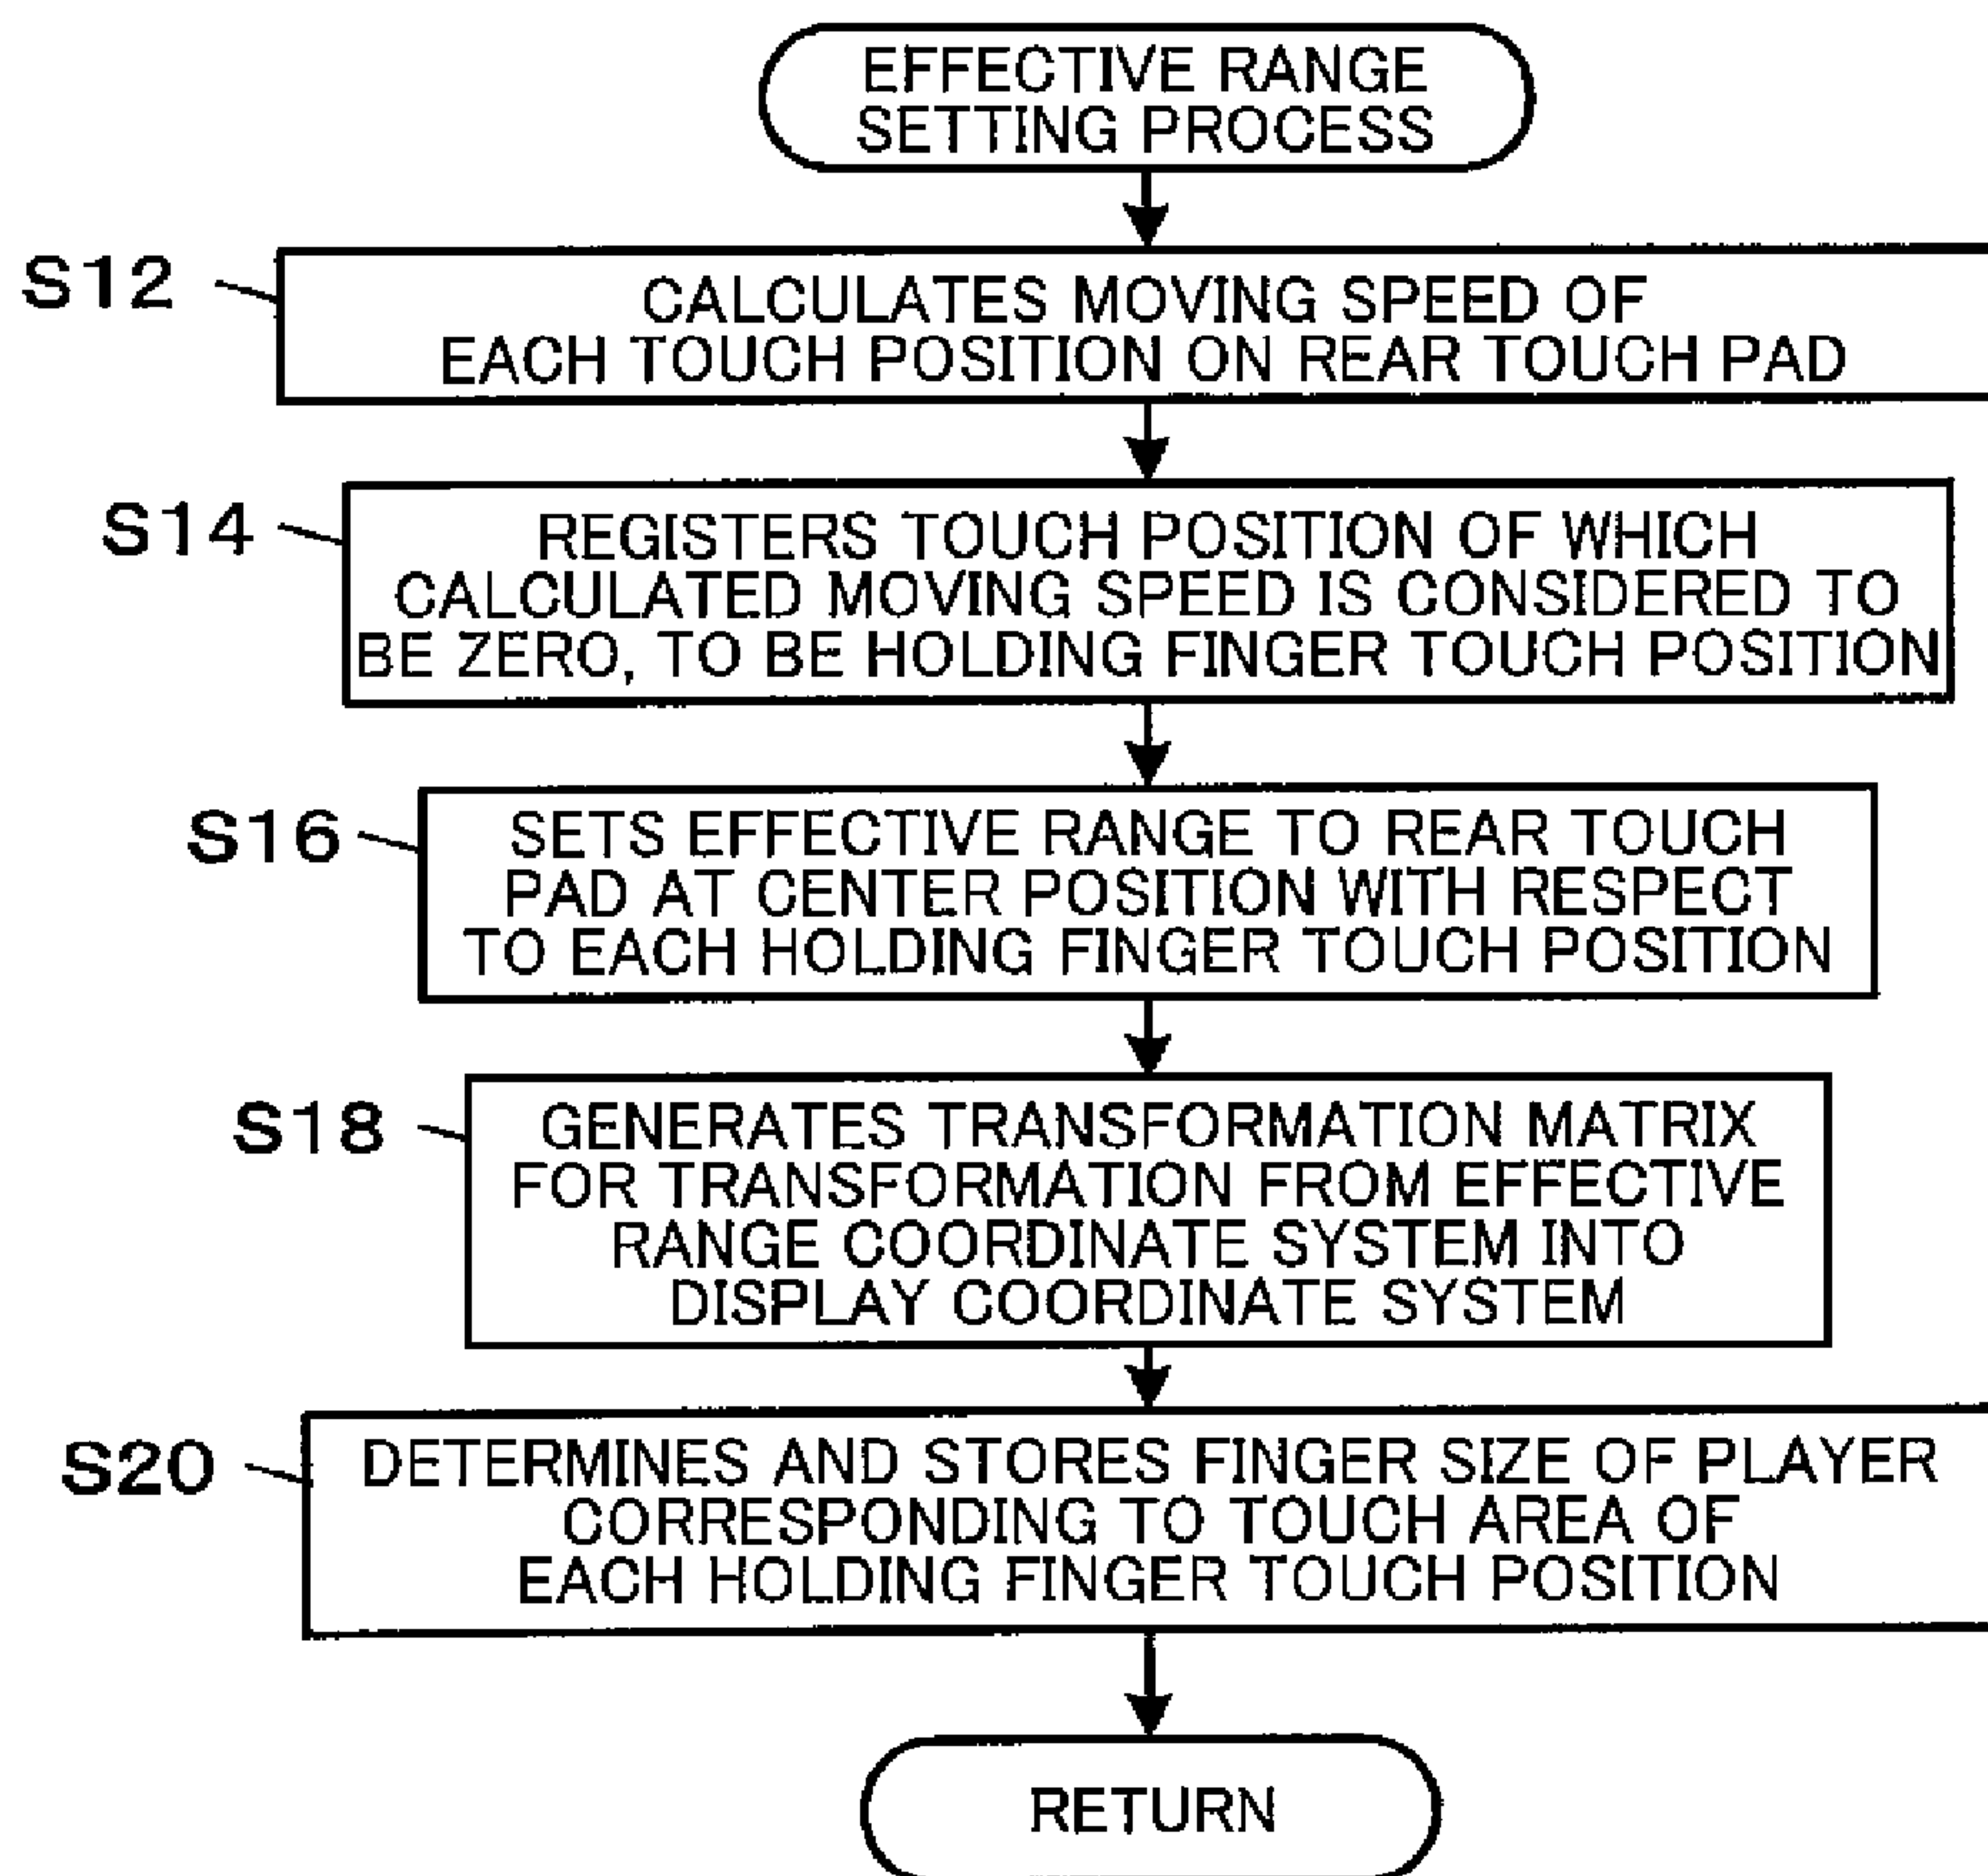 EFFECTIVE RANGE
SETTING PROCESS
S12
CALCULATES MOVING SPEED OF
EACH TOUCH POSITION ON REAR TOUCH PAD
S14
REGISTERS TOUCH POSITION OF WHICH
CALCULATED MOVING SPEED IS CONSIDERED TO
BE ZERO, TO BE HOLDING FINGER TOUCH POSITION
S16
SETS EFFECTIVE RANGE TO REAR TOUCH
PAD AT CENTER POSITION WITH RESPECT
TO EACH HOLDING FINGER TOUCH POSITION
S18
GENERATES TRANSFORMATION MATRIX
FOR TRANSFORMATION FROM EFFECTIVE
RANGE COORDINATE SYSTEM INTO
DISPLAY COORDINATE SYSTEM
S20
DETERMINES AND STORES FINGER SIZE OF PLAYER
CORRESPONDING TO TOUCH AREA OF
EACH HOLDING FINGER TOUCH POSITION
RETURN